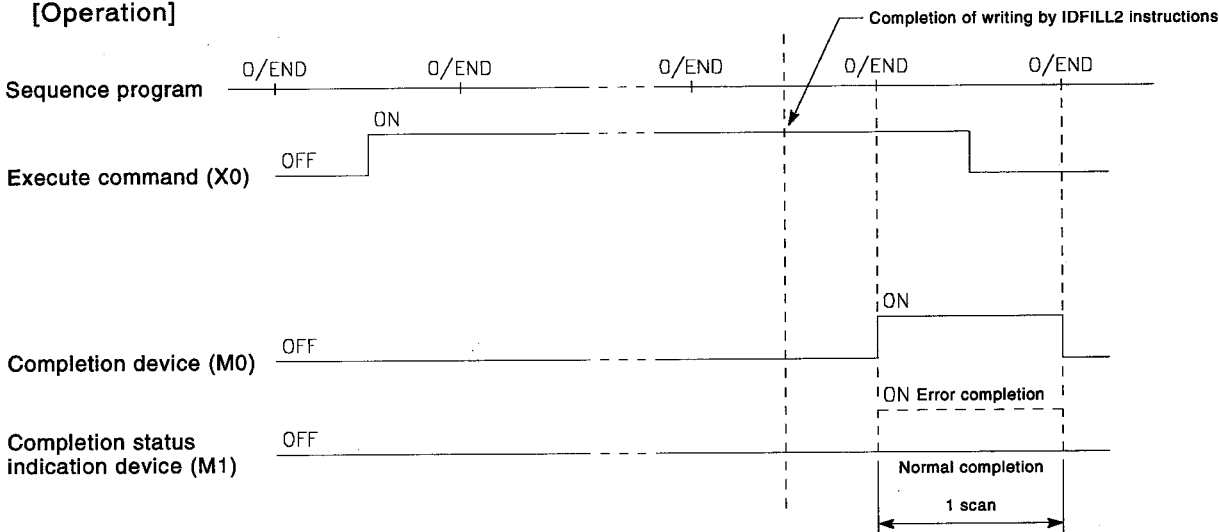 [Operation]
Completion of writing by IDFILL2 instructions
0/END 0/END 0/END 0/END 0/END
Sequence program
ON
OFF
Execute command (X0)
ON
OFF
Completion device (M0)
ON Error completion
OFF
Completion status
indication device (M1)
Normal completion
1 scan